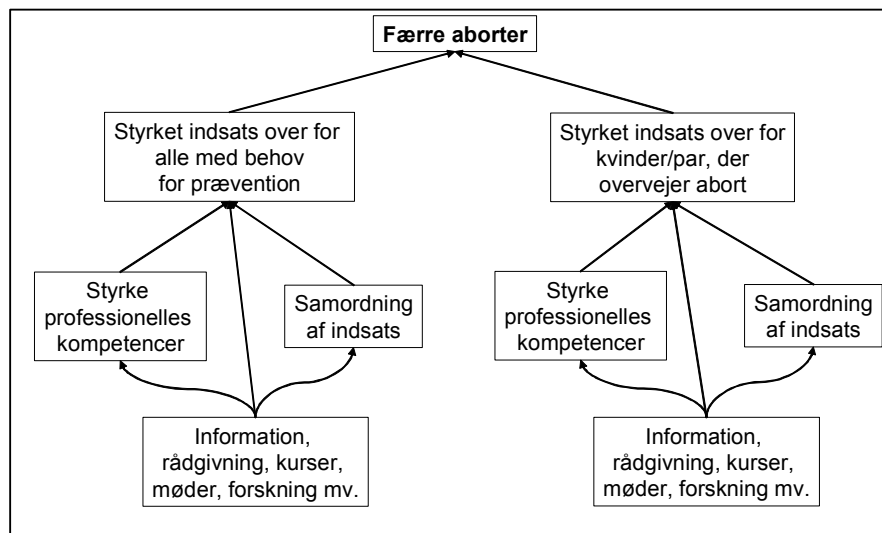 Færre aborter
Styrket indsats over for
alle med behov
for prævention
Styrket indsats over for
kvinder/par, der
overvejer abort
Styrke
professionelles
kompetencer
Samordning
af indsats
Styrke
professionelles
kompetencer
Samordning
af indsats
Information,
rådgivning, kurser,
møder, forskning mv.
Information,
rådgivning, kurser,
møder, forskning mv.